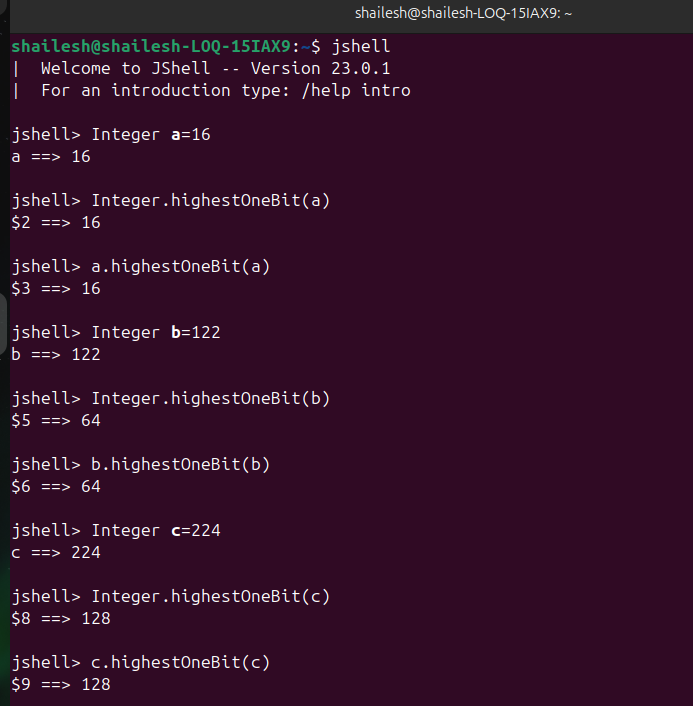 shailesh@shailesh-LOQ-15IAX9: ~
shailesh@shailesh-LOQ-15IAX9:~$ jshell
|  Welcome to JShell -- Version 23.0.1
|  For an introduction type: /help intro
jshell> Integer a=16
a ==> 16
jshell> Integer.highestOneBit(a)
$2 ==> 16
jshell> a.highestOneBit(a)
$3 ==> 16
jshell> Integer b=122
b ==> 122
jshell> Integer.highestOneBit(b)
$5 ==> 64
jshell> b.highestOneBit(b)
$6 ==> 64
jshell> Integer c=224
c ==> 224
jshell> Integer.highestOneBit(c)
$8 ==> 128
jshell> c.highestOneBit(c)
$9 ==> 128